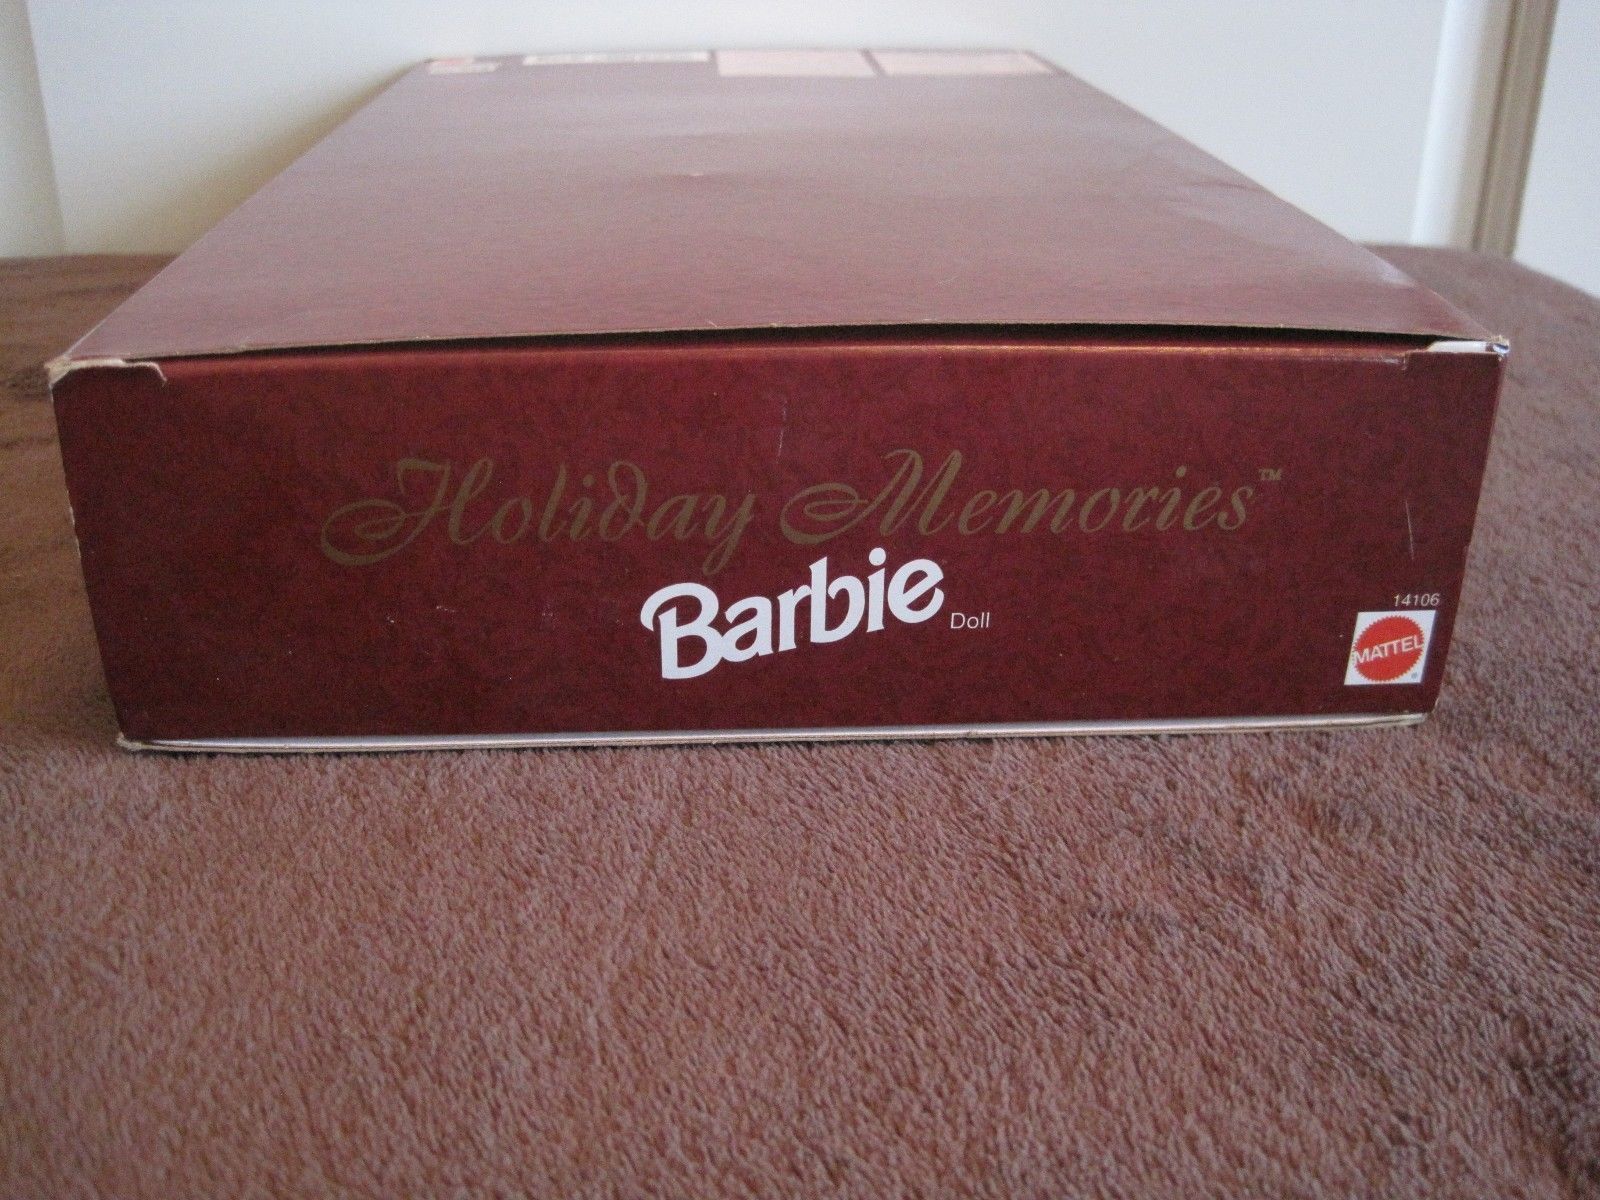 Holiday Memories™
Barbie Doll
14106
MATTEL®